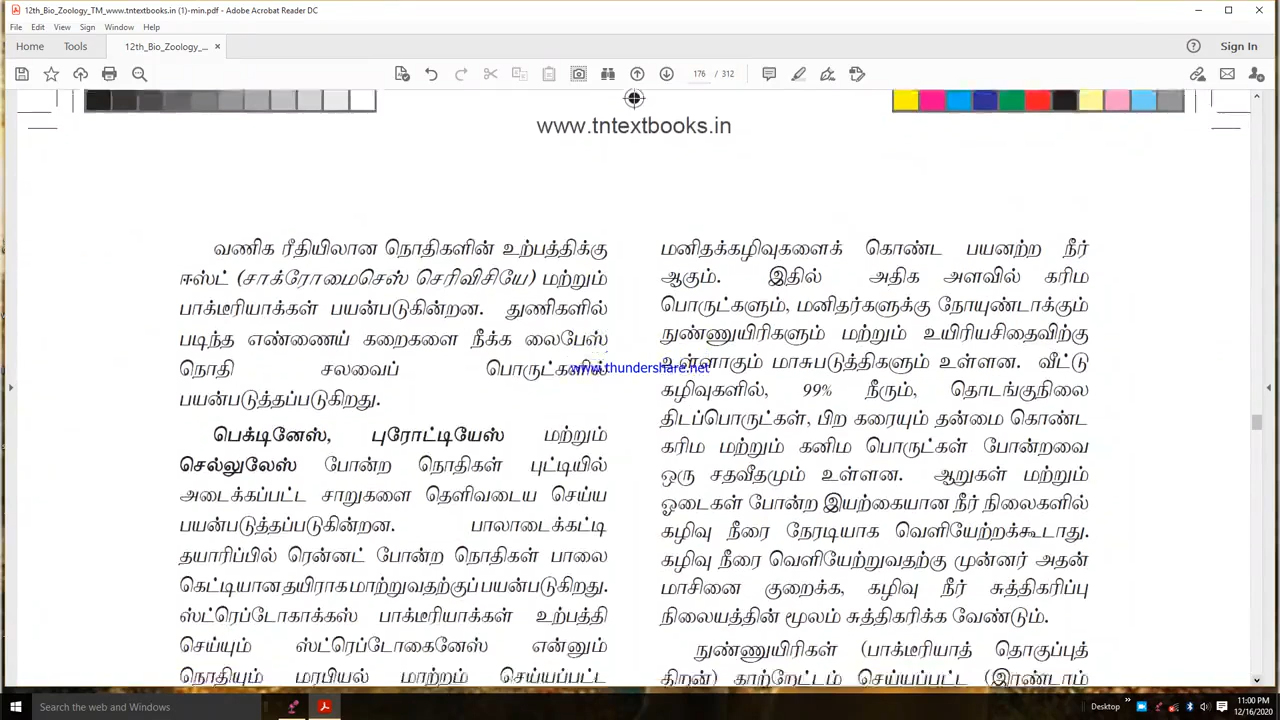 12th_Bio_Zoology_TM_www.tntextbooks.in (1)-min.pdf - Adobe Acrobat Reader DC
File Edit View Sign Window Help
Home Tools 12th_Bio_Zoology_... × Sign In
176 / 312
www.tntextbooks.in
வணிக ரீதியிலான நொதிகளின் உற்பத்திக்கு
ஈஸ்ட் (சாக்ரோமைசெஸ் செரிவிசியே) மற்றும்
பாக்டீரியாக்கள் பயன்படுகின்றன. துணிகளில்
படிந்த எண்ணைய் கறைகளை நீக்க லைபேஸ்
நொதி சலவைப் பொருட்களில்
பயன்படுத்தப்படுகிறது.
பெக்டினேஸ், புரோட்டியேஸ் மற்றும்
செல்லுலேஸ் போன்ற நொதிகள் புட்டியில்
அடைக்கப்பட்ட சாறுகளை தெளிவடைய செய்ய
பயன்படுத்தப்படுகின்றன. பாலாடைக்கட்டி
தயாரிப்பில் ரென்னட் போன்ற நொதிகள் பாலை
கெட்டியான தயிராக மாற்றுவதற்குப் பயன்படுகிறது.
ஸ்ட்ரெப்டோகாக்கஸ் பாக்டீரியாக்கள் உற்பத்தி
செய்யும் ஸ்ட்ரெப்டோகைனேஸ் என்னும்
நொதியும் மரபியல் மாற்றம் செய்யப்பட்ட
மனிதக்கழிவுகளைக் கொண்ட பயனற்ற நீர்
ஆகும். இதில் அதிக அளவில் கரிம
பொருட்களும், மனிதர்களுக்கு நோயுண்டாக்கும்
நுண்ணுயிரிகளும் மற்றும் உயிரியசிதைவிற்கு
உள்ளாகும் மாசுபடுத்திகளும் உள்ளன. வீட்டு
www.thundershare.net
கழிவுகளில், 99% நீரும், தொடங்குநிலை
திடப்பொருட்கள், பிற கரையும் தன்மை கொண்ட
கரிம மற்றும் கனிம பொருட்கள் போன்றவை
ஒரு சதவீதமும் உள்ளன. ஆறுகள் மற்றும்
ஓடைகள் போன்ற இயற்கையான நீர் நிலைகளில்
கழிவு நீரை நேரடியாக வெளியேற்றக்கூடாது.
கழிவு நீரை வெளியேற்றுவதற்கு முன்னர் அதன்
மாசினை குறைக்க, கழிவு நீர் சுத்திகரிப்பு
நிலையத்தின் மூலம் சுத்திகரிக்க வேண்டும்.
நுண்ணுயிரிகள் (பாக்டீரியாத் தொகுப்புத்
திறன்) காற்றேட்டம் செய்யப்பட்ட (இரண்டாம்
Search the web and Windows
Desktop
11:00 PM
12/16/2020